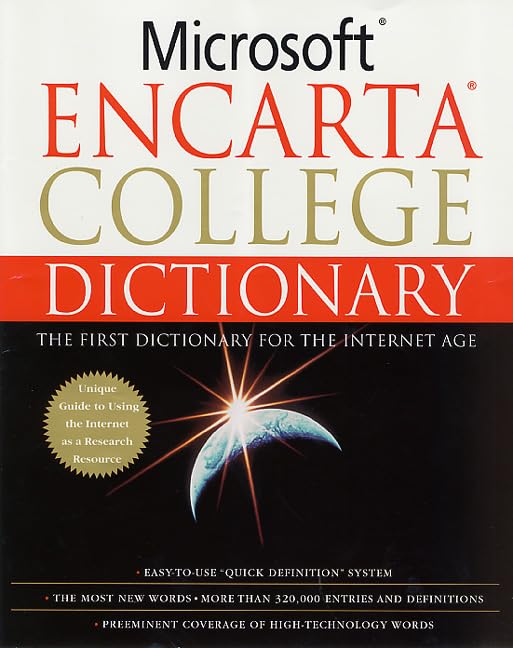 Microsoft®
ENCARTA®
COLLEGE
DICTIONARY
THE FIRST DICTIONARY FOR THE INTERNET AGE
Unique
Guide to Using
the Internet
as a Research
Resource
• EASY-TO-USE "QUICK DEFINITION" SYSTEM
• THE MOST NEW WORDS • MORE THAN 320,000 ENTRIES AND DEFINITIONS
• PREEMINENT COVERAGE OF HIGH-TECHNOLOGY WORDS